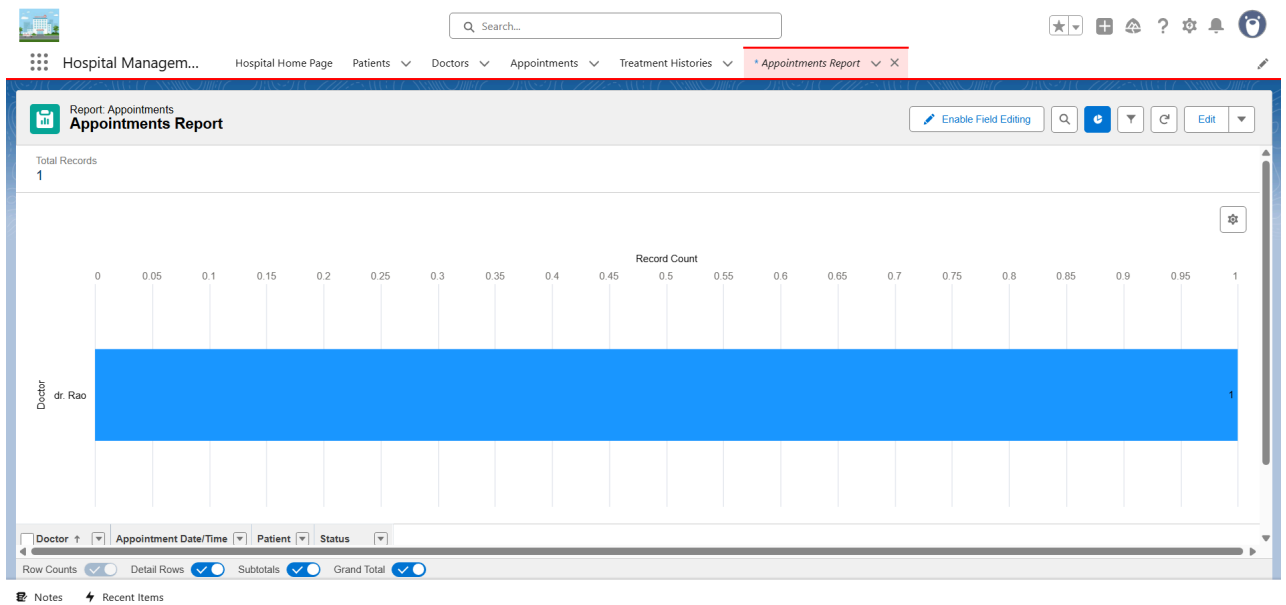 Search...
Hospital Managem... Hospital Home Page Patients Doctors Appointments Treatment Histories * Appointments Report
Report: Appointments
Appointments Report
Enable Field Editing Edit
Total Records
1
Record Count
0 0.05 0.1 0.15 0.2 0.25 0.3 0.35 0.4 0.45 0.5 0.55 0.6 0.65 0.7 0.75 0.8 0.85 0.9 0.95 1
Doctor
dr. Rao 1
Doctor ↑ Appointment Date/Time Patient Status
Row Counts Detail Rows Subtotals Grand Total
Notes Recent Items